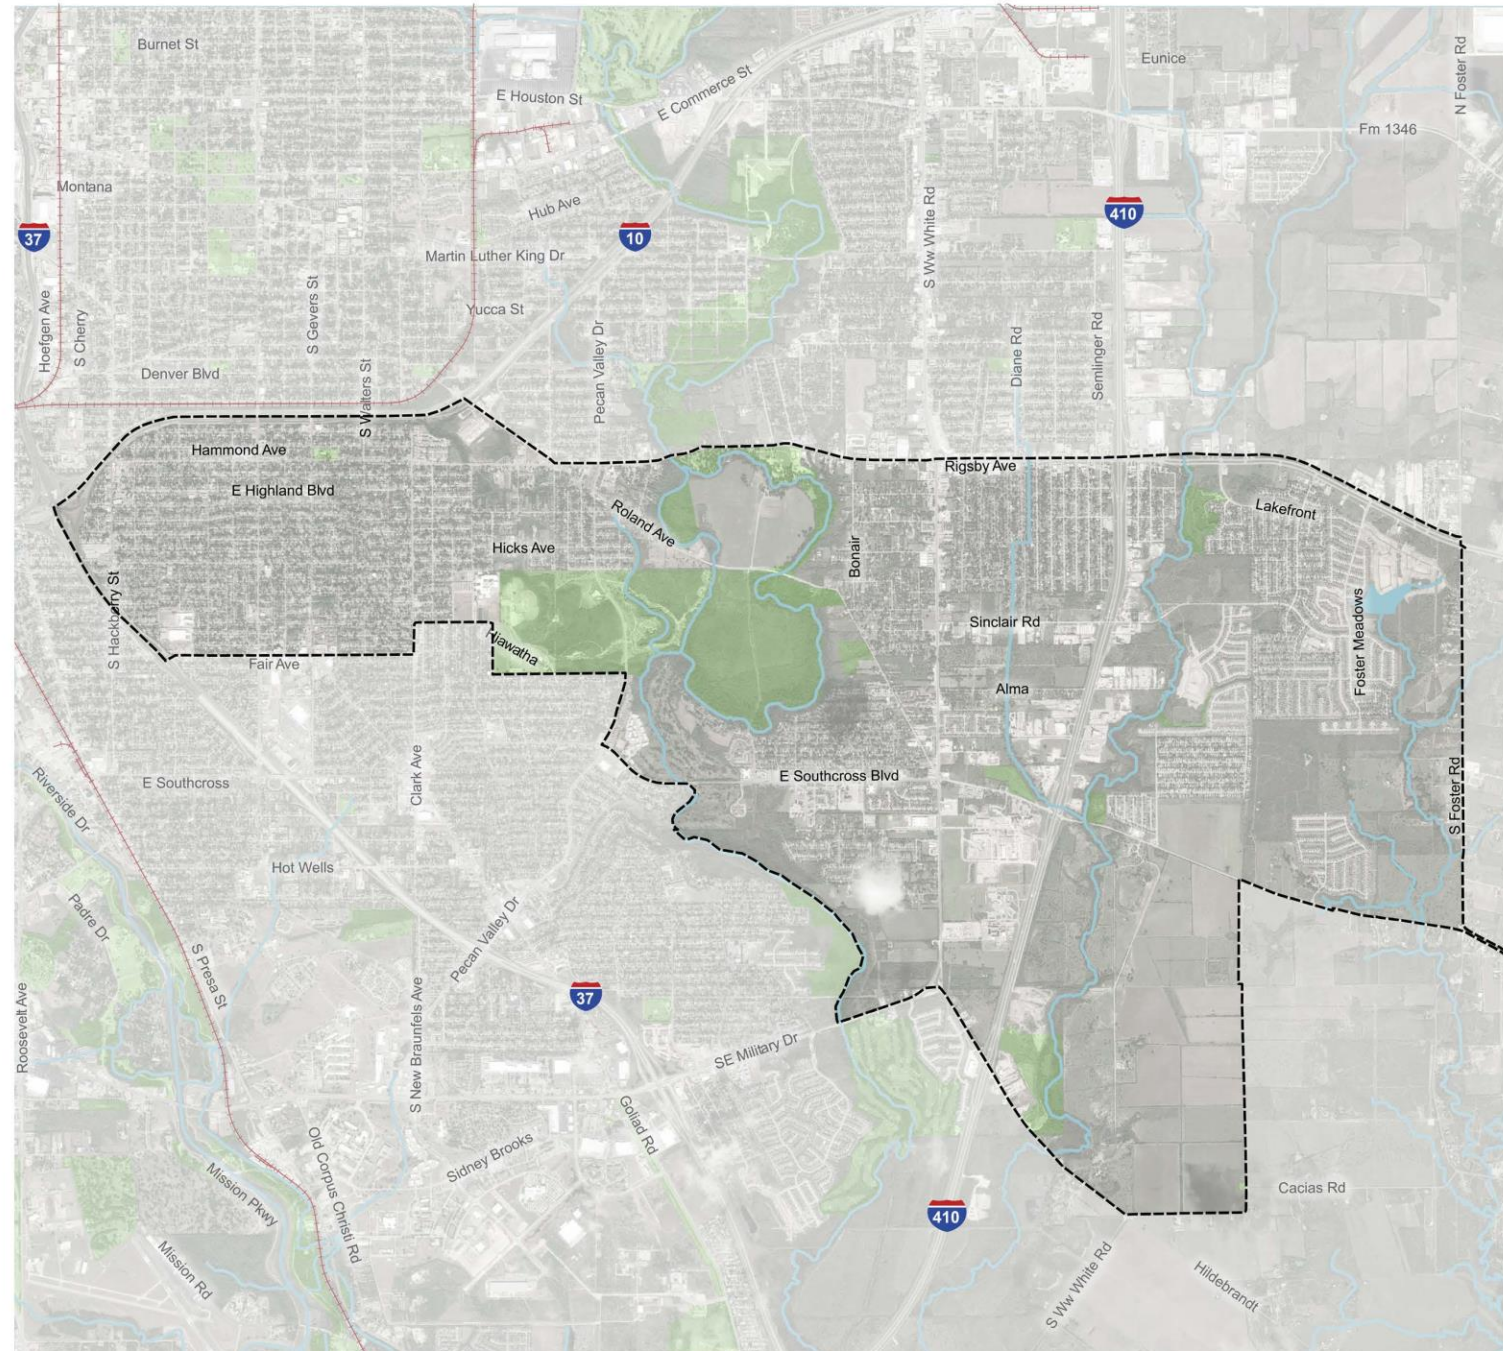 Burnet St
Eunice
N Foster Rd
E Houston St
E Commerce St
Fm 1346
Montana
Hub Ave
S Ww White Rd
410
37
10
Martin Luther King Dr
Yucca St
S Gevers St
Hoefgen Ave
S Cherry
Pecan Valley Dr
Diane Rd
Semlinger Rd
Denver Blvd
S Walters St
Hammond Ave
Rigsby Ave
E Highland Blvd
Lakefront
Roland Ave
Hicks Ave
Bonair
S Hackberry St
Sinclair Rd
Foster Meadows
Hiawatha
Fair Ave
Alma
E Southcross
Clark Ave
E Southcross Blvd
S Foster Rd
Riverside Dr
Hot Wells
Padre Dr
Pecan Valley Dr
S Presa St
37
Roosevelt Ave
S New Braunfels Ave
SE Military Dr
Goliad Rd
Old Corpus Christi Rd
Sidney Brooks
Mission Pkwy
Cacias Rd
410
Mission Rd
S Ww White Rd
Hildebrandt